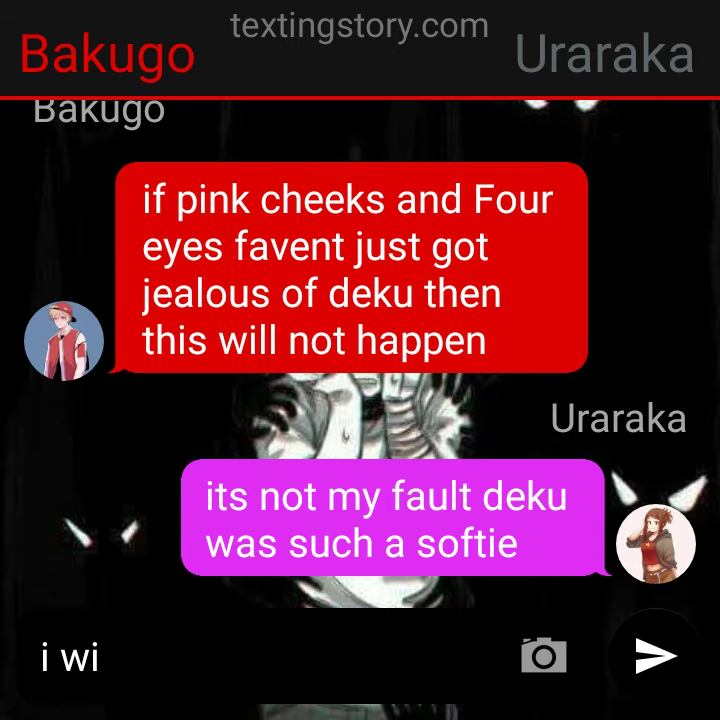 textingstory.com
Bakugo
Uraraka
Bakugo
if pink cheeks and Four
eyes favent just got
jealous of deku then
this will not happen
Uraraka
its not my fault deku
was such a softie
i wi